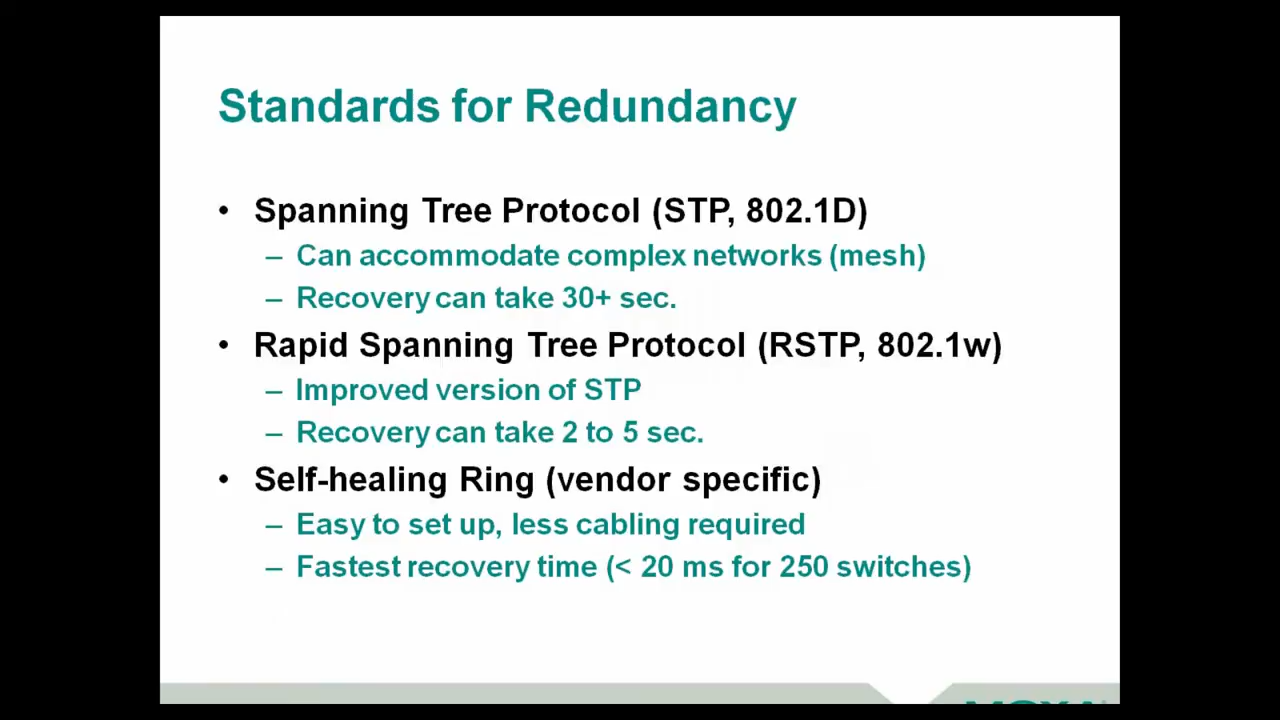 Standards for Redundancy
• Spanning Tree Protocol (STP, 802.1D)
– Can accommodate complex networks (mesh)
– Recovery can take 30+ sec.
• Rapid Spanning Tree Protocol (RSTP, 802.1w)
– Improved version of STP
– Recovery can take 2 to 5 sec.
• Self-healing Ring (vendor specific)
– Easy to set up, less cabling required
– Fastest recovery time (< 20 ms for 250 switches)